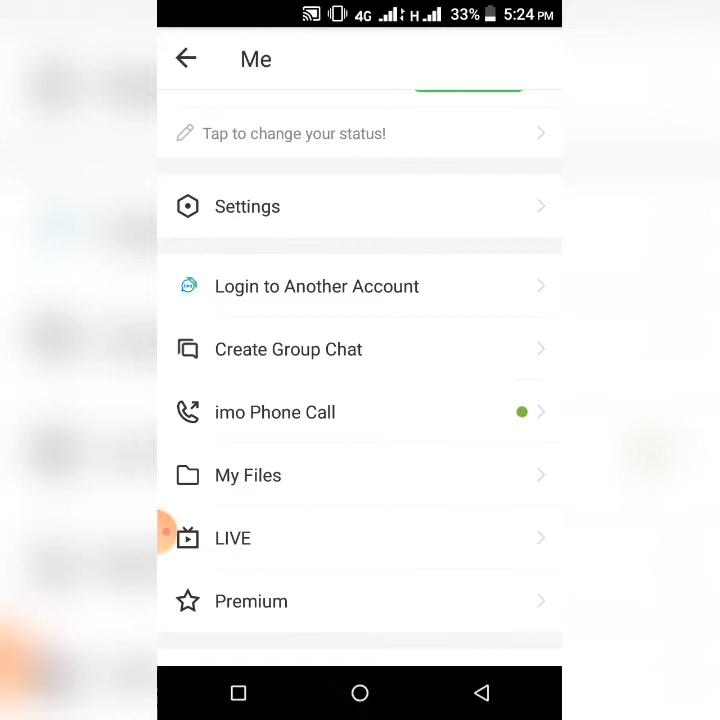 4G H 33% 5:24 PM
Me
Tap to change your status!
Settings
Login to Another Account
Create Group Chat
imo Phone Call
My Files
LIVE
Premium